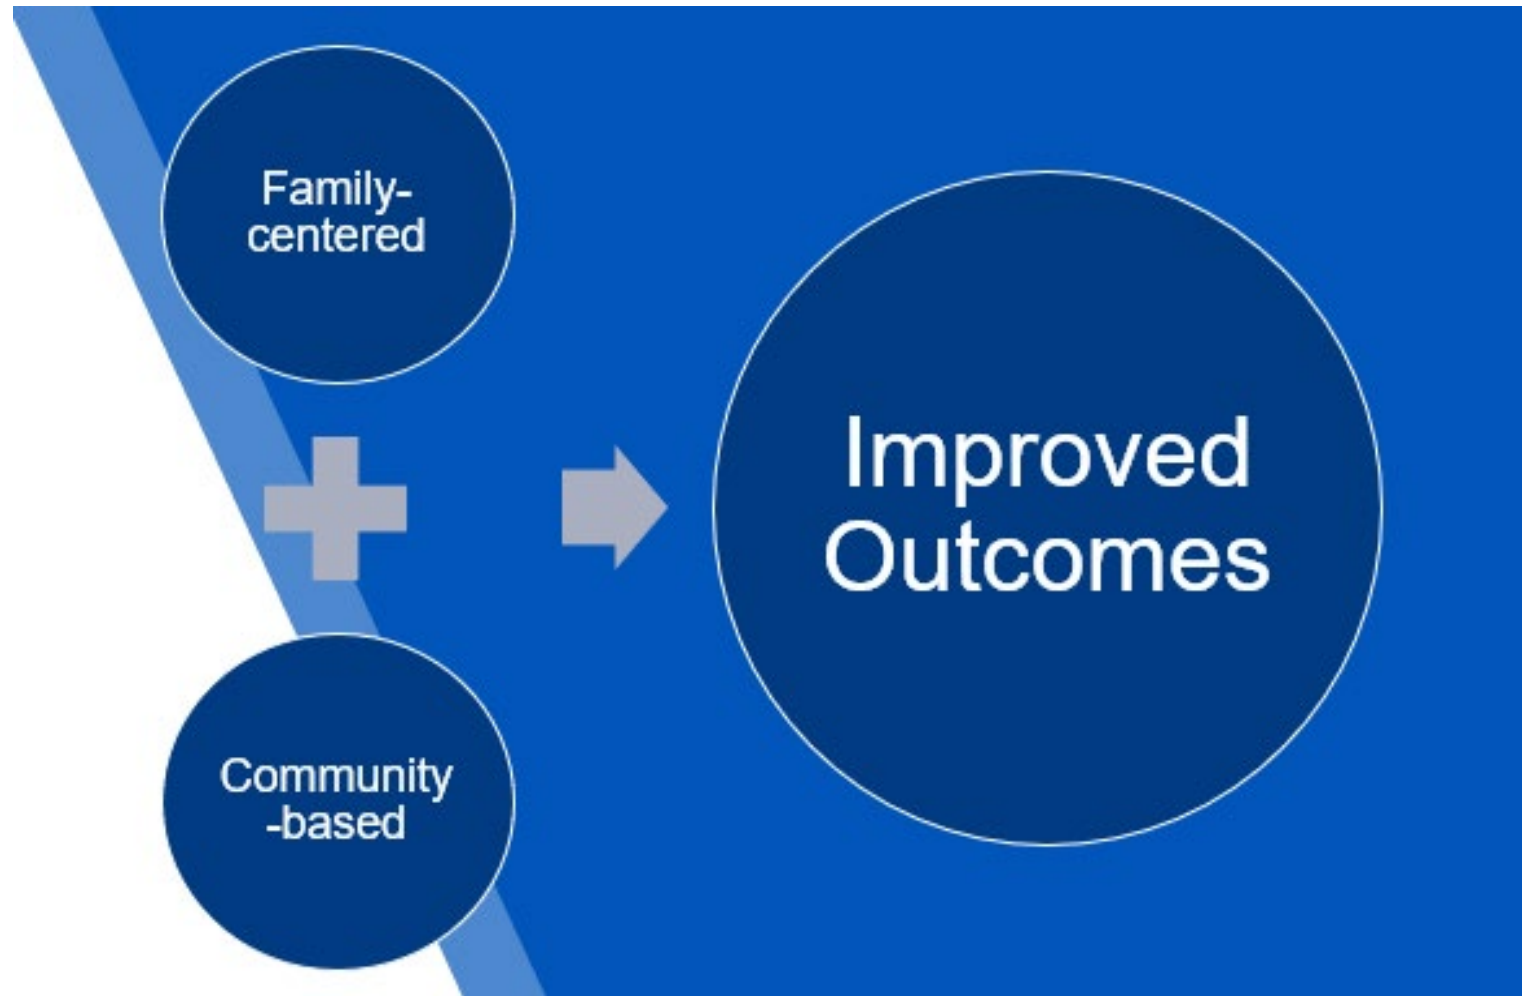 Family-
centered
Community
-based
Improved
Outcomes